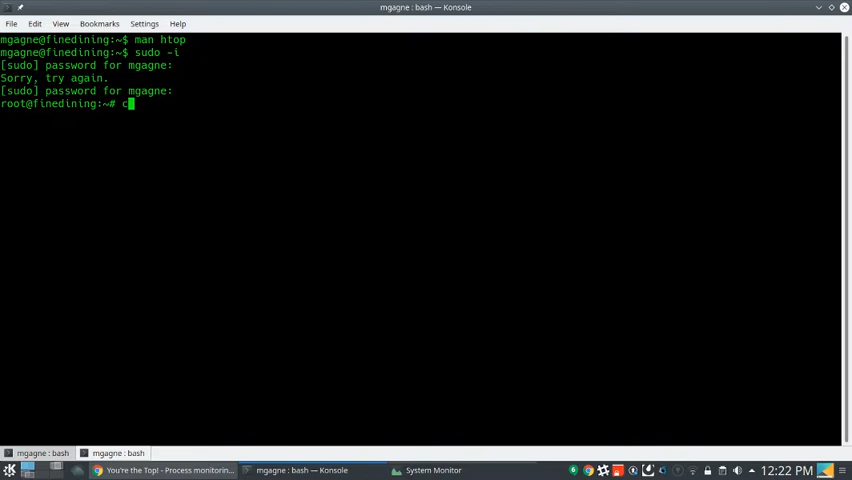 mgagne : bash — Konsole
File Edit View Bookmarks Settings Help
mgagne@finedining:~$ man htop
mgagne@finedining:~$ sudo -i
[sudo] password for mgagne:
Sorry, try again.
[sudo] password for mgagne:
root@finedining:~# c
mgagne : bash mgagne : bash
You're the Top! - Process monitorin... mgagne : bash — Konsole System Monitor 6 12:22 PM